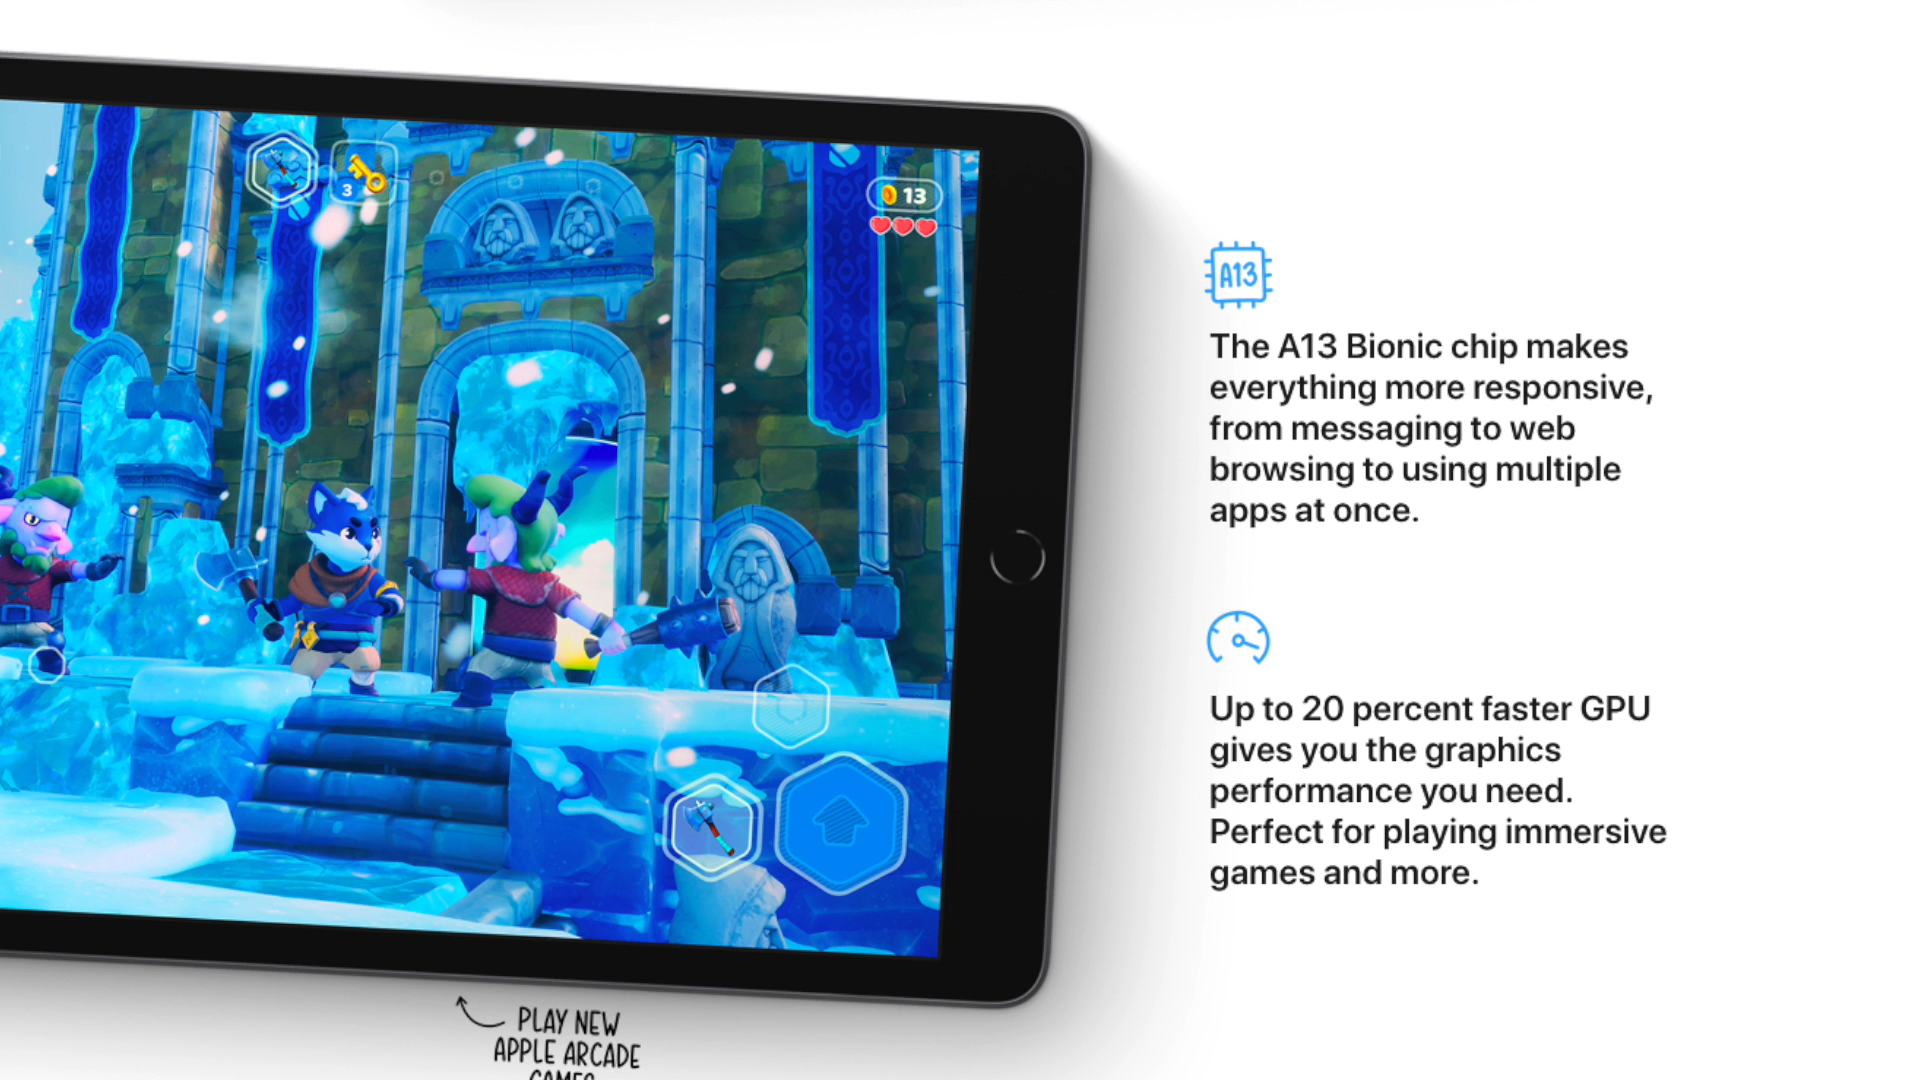 3
13
A13
The A13 Bionic chip makes
everything more responsive,
from messaging to web
browsing to using multiple
apps at once.
Up to 20 percent faster GPU
gives you the graphics
performance you need.
Perfect for playing immersive
games and more.
PLAY NEW
APPLE ARCADE
GAMES